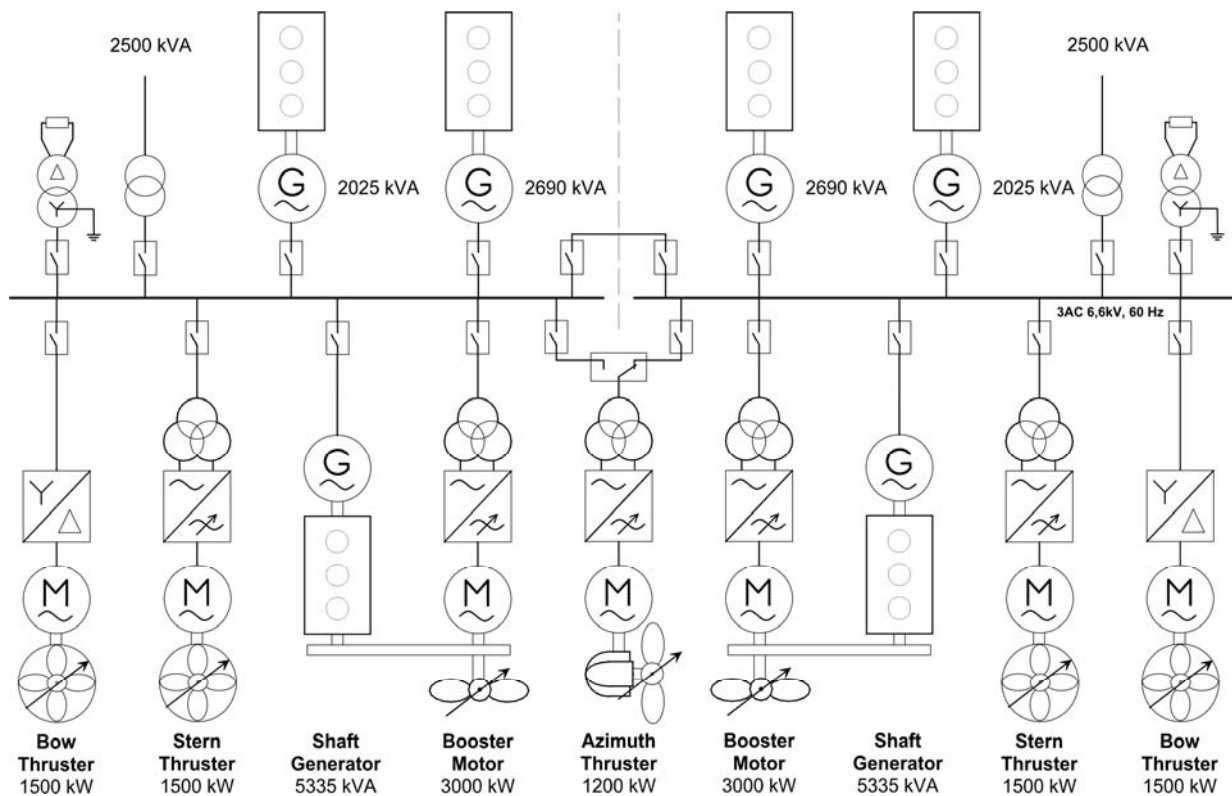 2500 kVA
2500 kVA
Δ
Y
G
2025 kVA
G
2690 kVA
G
2690 kVA
G
2025 kVA
Δ
Y
3AC 6,6kV, 60 Hz
G
G
Y
Δ
Y
Δ
M
M
M
M
M
M
M
Bow
Thruster
1500 kW
Stern
Thruster
1500 kW
Shaft
Generator
5335 kVA
Booster
Motor
3000 kW
Azimuth
Thruster
1200 kW
Booster
Motor
3000 kW
Shaft
Generator
5335 kVA
Stern
Thruster
1500 kW
Bow
Thruster
1500 kW